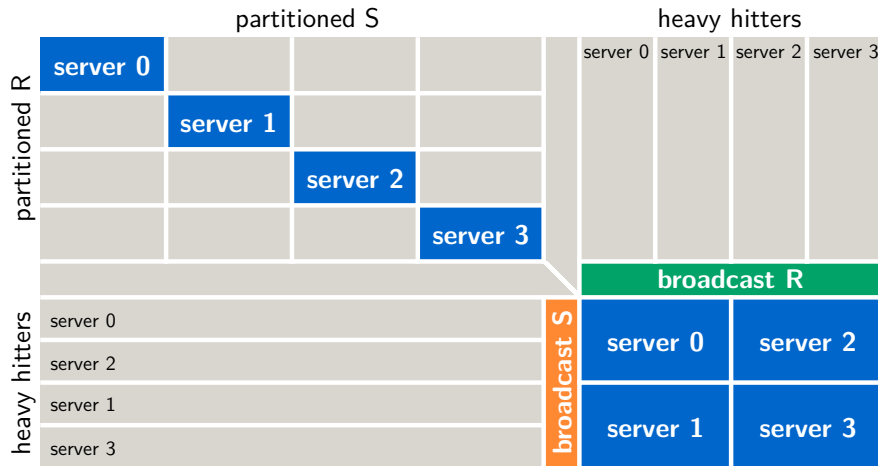 partitioned S
heavy hitters
partitioned R
server 0
server 1
server 2
server 3
server 0
server 1
server 2
server 3
broadcast R
heavy hitters
server 0
server 2
server 1
server 3
broadcast S
server 0
server 2
server 1
server 3